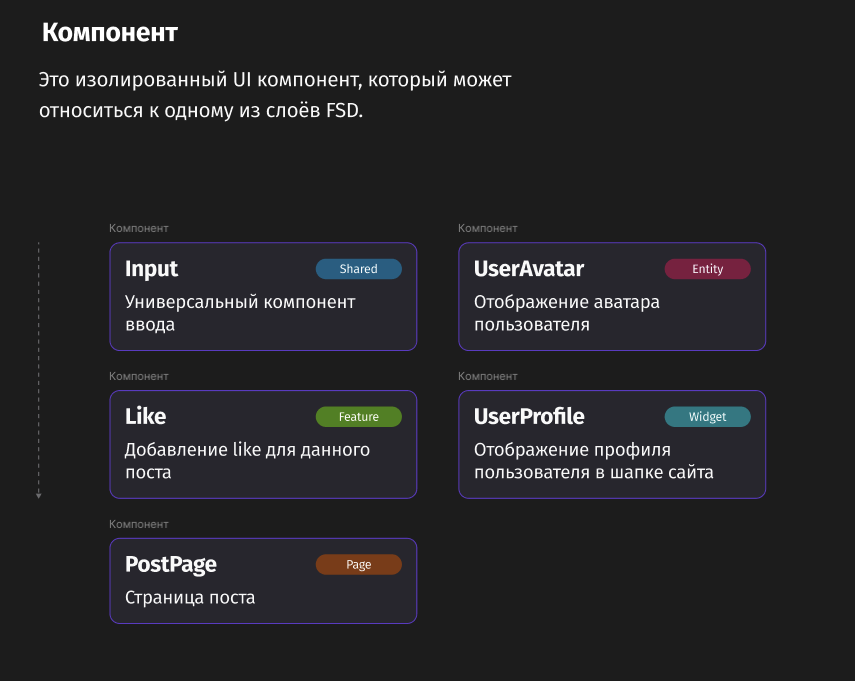 Компонент
Это изолированный UI компонент, который может
относиться к одному из слоёв FSD.
Компонент
Input
Shared
Универсальный компонент
ввода
Компонент
UserAvatar
Entity
Отображение аватара
пользователя
Компонент
Like
Feature
Добавление like для данного
поста
Компонент
UserProfile
Widget
Отображение профиля
пользователя в шапке сайта
Компонент
PostPage
Page
Страница поста